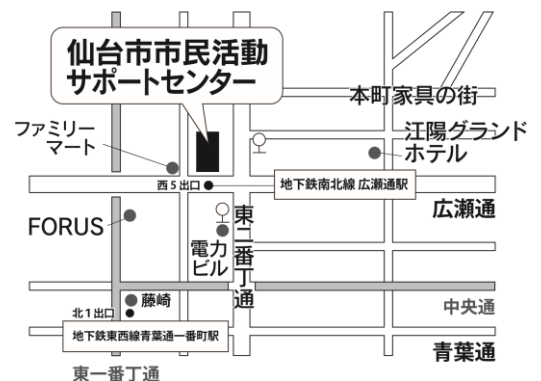 仙台市市民活動
サポートセンター
本町家具の街
ファミリー
マート
江陽グランド
ホテル
西5出口
地下鉄南北線 広瀬通駅
広瀬通
FORUS
東二番丁通
電力
ビル
藤崎
中央通
北1出口
地下鉄東西線青葉通一番町駅
青葉通
東一番丁通